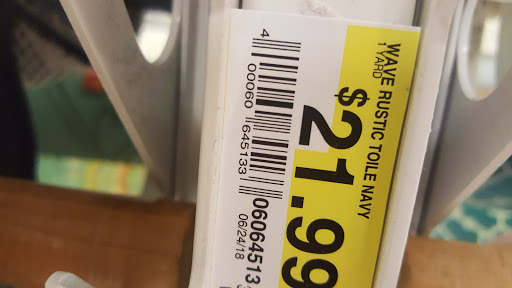 WAVE RUSTIC TOILE NAVY
1 YARD
$21.99
4 00060 645133
06064513
06/24/18